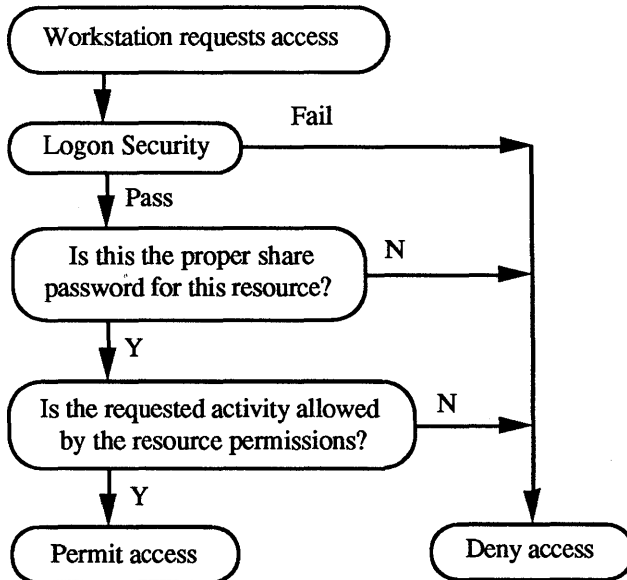 Workstation requests access
Fail
Logon Security
Pass
Is this the proper share
password for this resource?
N
Y
Is the requested activity allowed
by the resource permissions?
N
Y
Permit access
Deny access